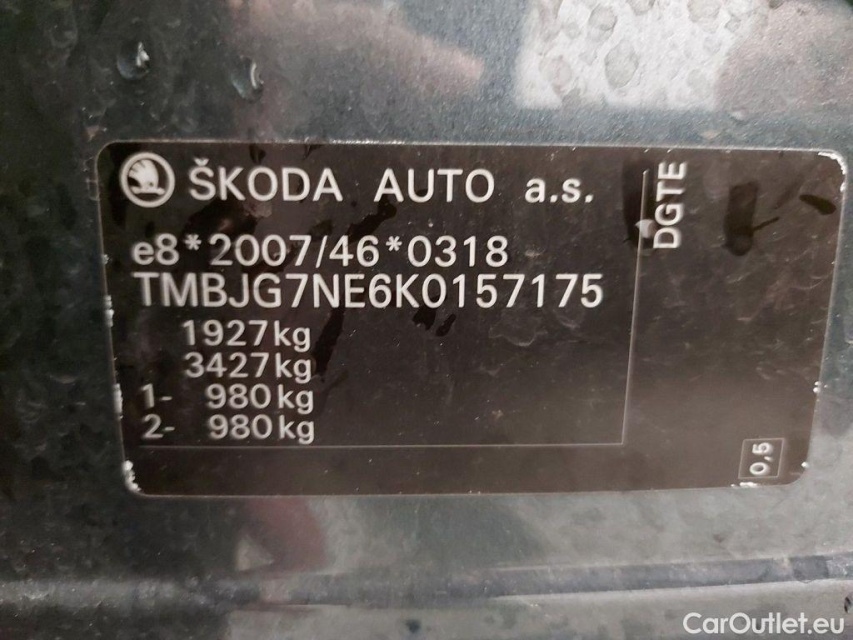 ŠKODA AUTO a.s.
DGTE
e8*2007/46*0318
TMBJG7NE6K0157175
1927kg
3427kg
1- 980kg
2- 980kg
0,5
CarOutlet.eu